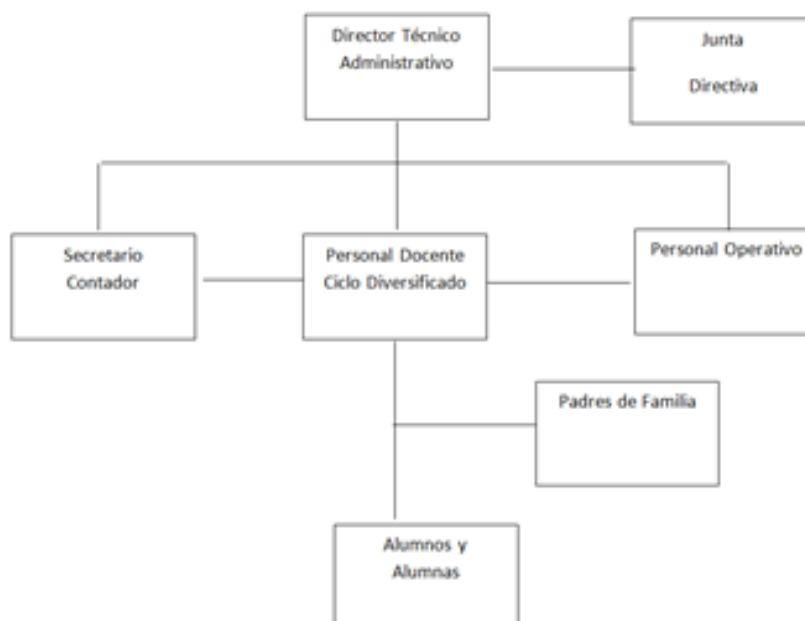 Director Técnico
Administrativo
Junta
Directiva
Secretario
Contador
Personal Docente
Ciclo Diversificado
Personal Operativo
Padres de Familia
Alumnos y
Alumnas